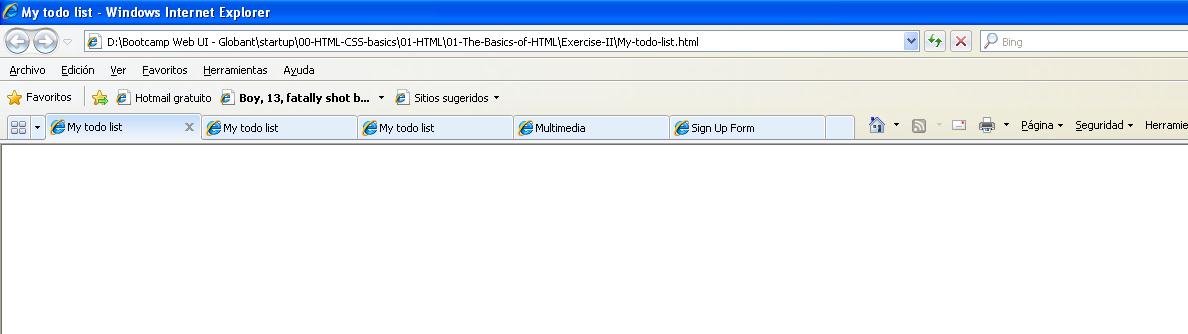 My todo list - Windows Internet Explorer
D:\Bootcamp Web UI - Globant\startup\00-HTML-CSS-basics\01-HTML\01-The-Basics-of-HTML\Exercise-II\My-todo-list.html Bing
Archivo Edición Ver Favoritos Herramientas Ayuda
Favoritos Hotmail gratuito Boy, 13, fatally shot b... Sitios sugeridos
My todo list My todo list My todo list Multimedia Sign Up Form Página Seguridad Herramie